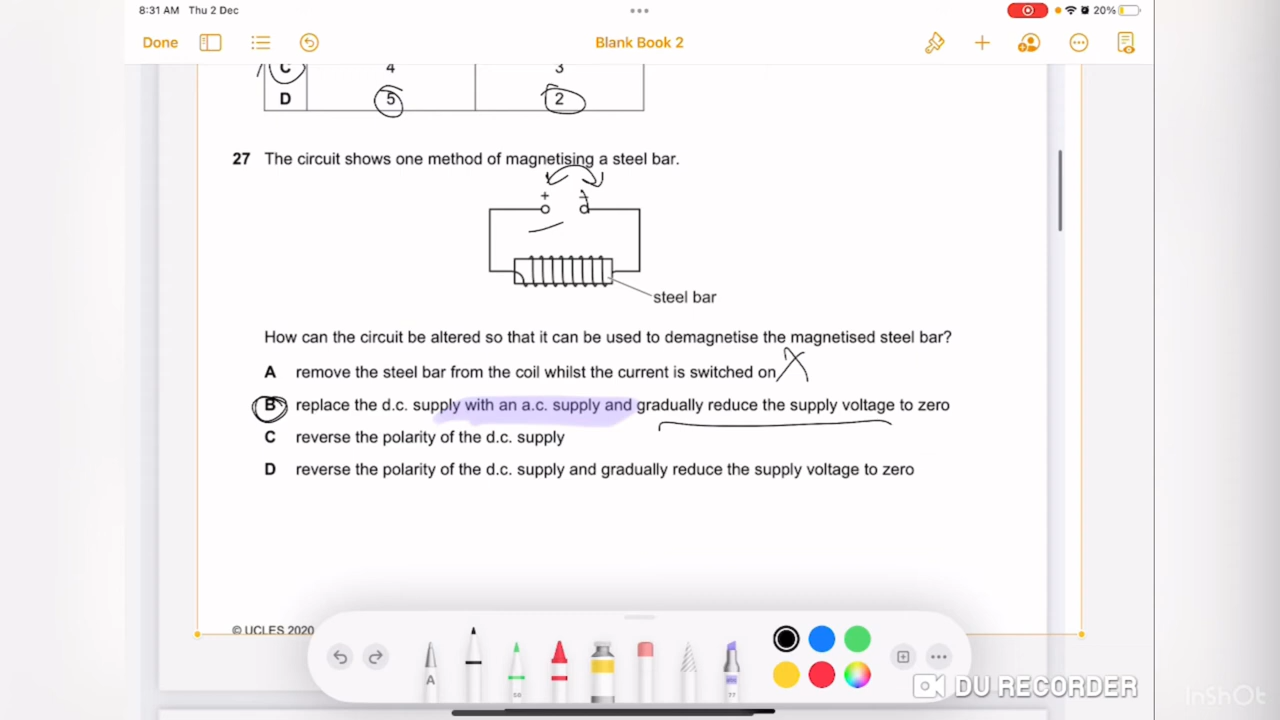 8:31 AM Thu 2 Dec
20%
Done
Blank Book 2
C 4 3
D 5 2
27 The circuit shows one method of magnetising a steel bar.
+ –
steel bar
How can the circuit be altered so that it can be used to demagnetise the magnetised steel bar?
A remove the steel bar from the coil whilst the current is switched on
B replace the d.c. supply with an a.c. supply and gradually reduce the supply voltage to zero
C reverse the polarity of the d.c. supply
D reverse the polarity of the d.c. supply and gradually reduce the supply voltage to zero
© UCLES 2020
A
50
77
DU RECORDER
InShOt